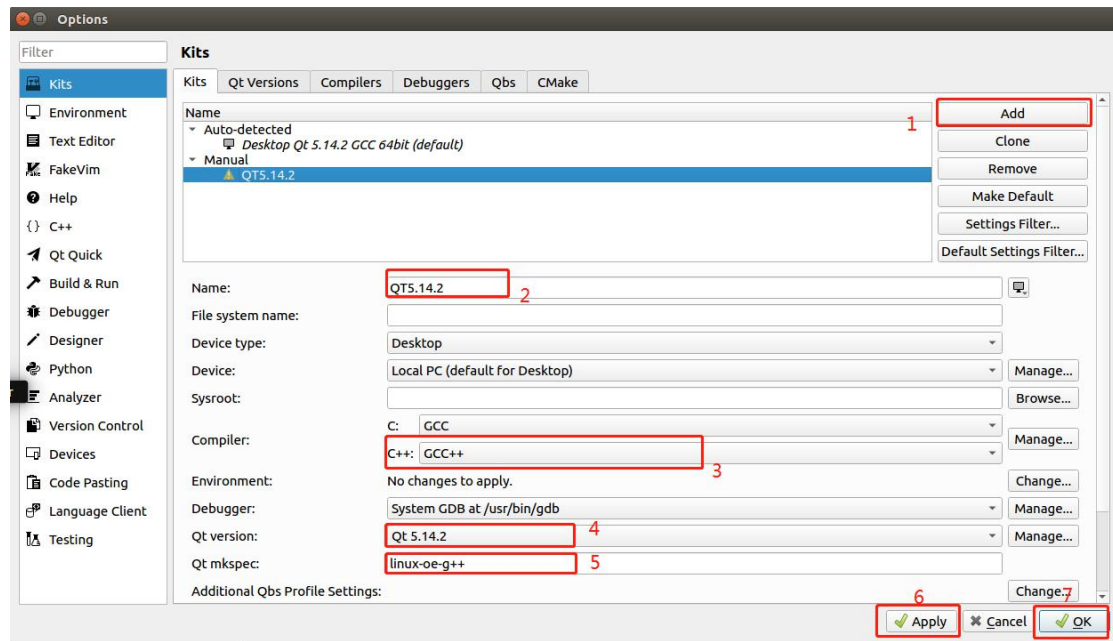 Options
Filter
Kits
Kits
Environment
Text Editor
FakeVim
Help
{} C++
Qt Quick
Build & Run
Debugger
Designer
Python
Analyzer
Version Control
Devices
Code Pasting
Language Client
Testing
Kits Qt Versions Compilers Debuggers Qbs CMake
Name
Auto-detected
Desktop Qt 5.14.2 GCC 64bit (default)
Manual
QT5.14.2
1 Add
Clone
Remove
Make Default
Settings Filter...
Default Settings Filter...
Name: QT5.14.2 2
File system name:
Device type: Desktop
Device: Local PC (default for Desktop) Manage...
Sysroot: Browse...
Compiler: C: GCC Manage...
C++: GCC++ 3
Environment: No changes to apply. Change...
Debugger: System GDB at /usr/bin/gdb Manage...
Qt version: Qt 5.14.2 4 Manage...
Qt mkspec: linux-oe-g++ 5
Additional Qbs Profile Settings: Change...
6 7
Apply Cancel OK